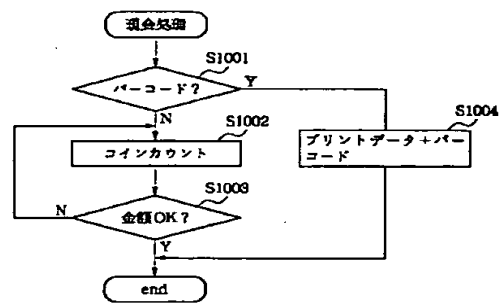 現金処理
S1001
バーコード?
Y
N
S1002
S1004
コインカウント
プリントデータ+バー
コード
S1003
N
金額OK?
Y
end